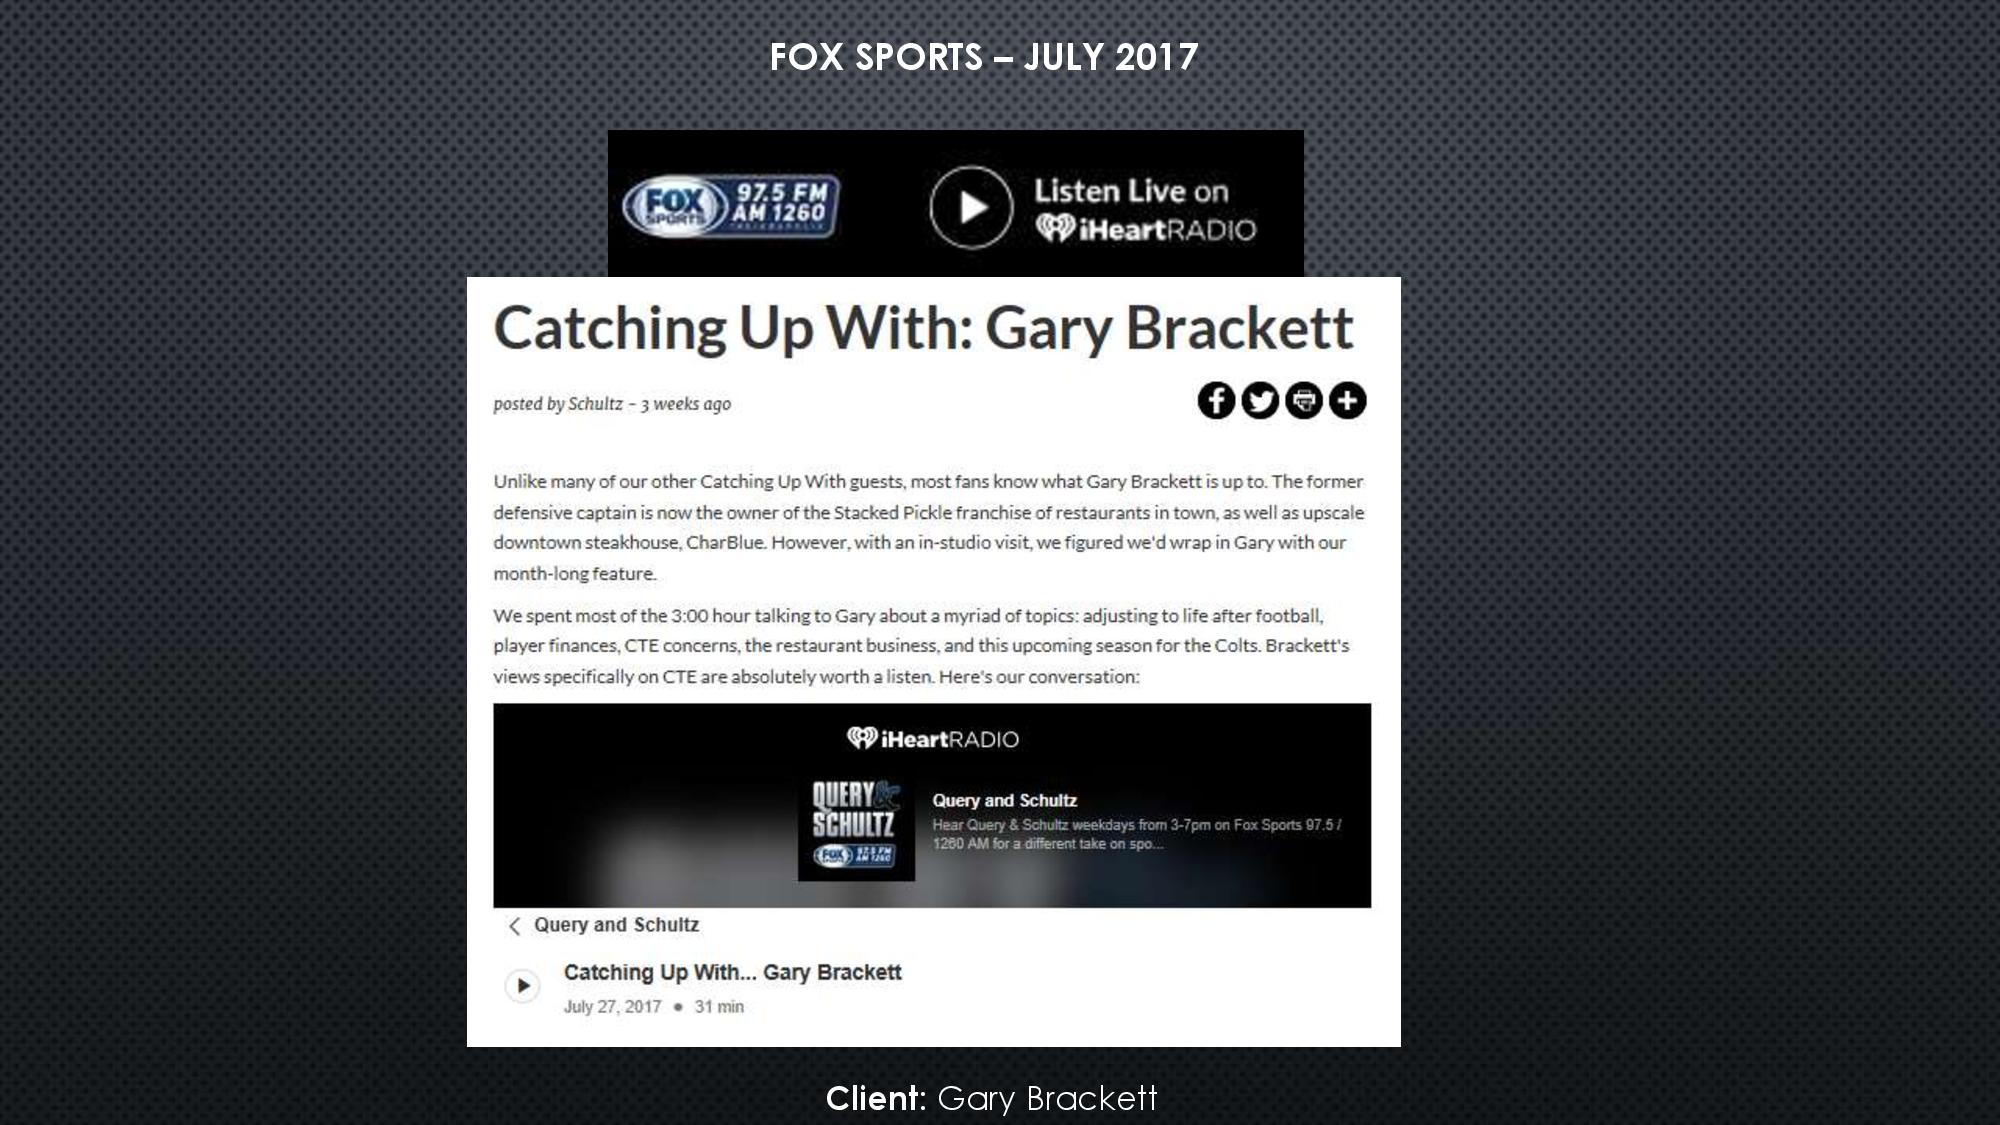 FOX SPORTS – JULY 2017
FOX SPORTS
97.5 FM
AM 1260
INDIANAPOLIS
Listen Live on
iHeartRADIO
Catching Up With: Gary Brackett
posted by Schultz - 3 weeks ago
Unlike many of our other Catching Up With guests, most fans know what Gary Brackett is up to. The former
defensive captain is now the owner of the Stacked Pickle franchise of restaurants in town, as well as upscale
downtown steakhouse, CharBlue. However, with an in-studio visit, we figured we'd wrap in Gary with our
month-long feature.
We spent most of the 3:00 hour talking to Gary about a myriad of topics: adjusting to life after football,
player finances, CTE concerns, the restaurant business, and this upcoming season for the Colts. Brackett's
views specifically on CTE are absolutely worth a listen. Here's our conversation:
iHeartRADIO
QUERY &
SCHULTZ
FOX
97.5 FM
AM 1260
Query and Schultz
Hear Query & Schultz weekdays from 3-7pm on Fox Sports 97.5 /
1260 AM for a different take on spo...
Query and Schultz
Catching Up With... Gary Brackett
July 27, 2017 • 31 min
Client: Gary Brackett